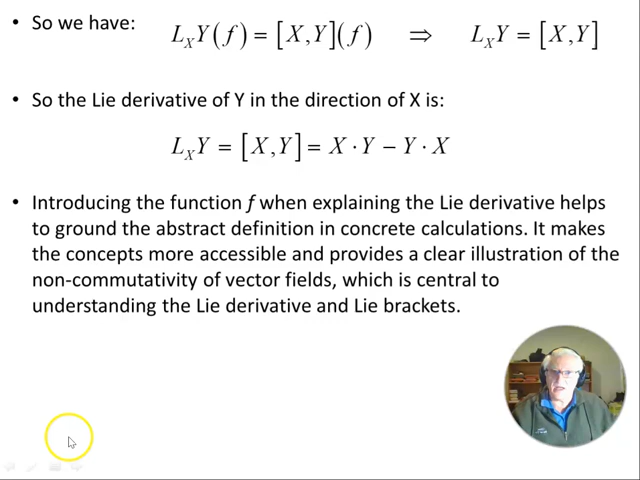 • So we have: L_X Y(f) = [X,Y](f) ⇒ L_X Y = [X,Y]
• So the Lie derivative of Y in the direction of X is:
L_X Y = [X,Y] = X · Y − Y · X
• Introducing the function f when explaining the Lie derivative helps
to ground the abstract definition in concrete calculations. It makes
the concepts more accessible and provides a clear illustration of the
non-commutativity of vector fields, which is central to
understanding the Lie derivative and Lie brackets.